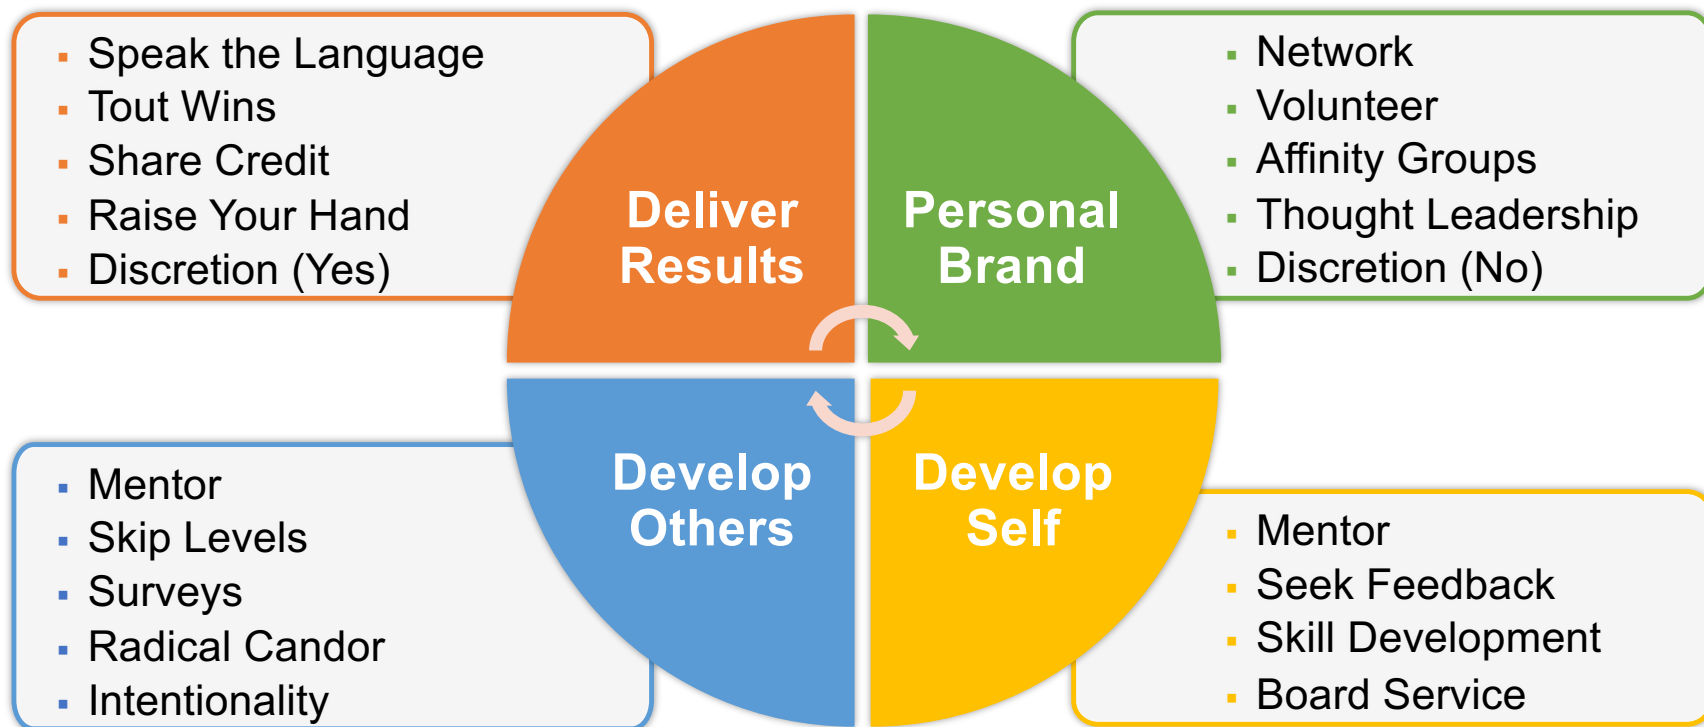 Speak the Language
Tout Wins
Share Credit
Raise Your Hand
Discretion (Yes)
Deliver
Results
Personal
Brand
Network
Volunteer
Affinity Groups
Thought Leadership
Discretion (No)
Mentor
Skip Levels
Surveys
Radical Candor
Intentionality
Develop
Others
Develop
Self
Mentor
Seek Feedback
Skill Development
Board Service